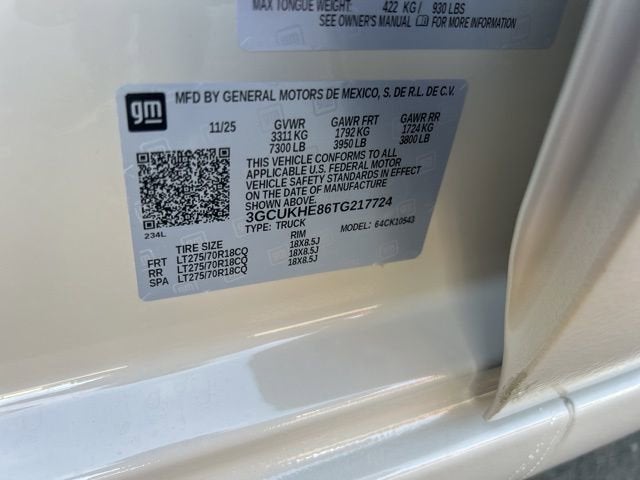 MAX TONGUE WEIGHT: 422 KG / 930 LBS
SEE OWNER'S MANUAL FOR MORE INFORMATION
gm
MFD BY GENERAL MOTORS DE MEXICO, S. DE R.L. DE C.V.
11/25 GVWR GAWR FRT GAWR RR
3311 KG 1792 KG 1724 KG
7300 LB 3950 LB 3800 LB
THIS VEHICLE CONFORMS TO ALL
APPLICABLE U.S. FEDERAL MOTOR
VEHICLE SAFETY STANDARDS IN EFFECT
ON THE DATE OF MANUFACTURE
SHOWN ABOVE.
3GCUKHE86TG217724
TYPE: TRUCK MODEL: 64CK10543
234L
TIRE SIZE RIM
FRT LT275/70R18CQ 18X8.5J
RR LT275/70R18CQ 18X8.5J
SPA LT275/70R18CQ 18X8.5J